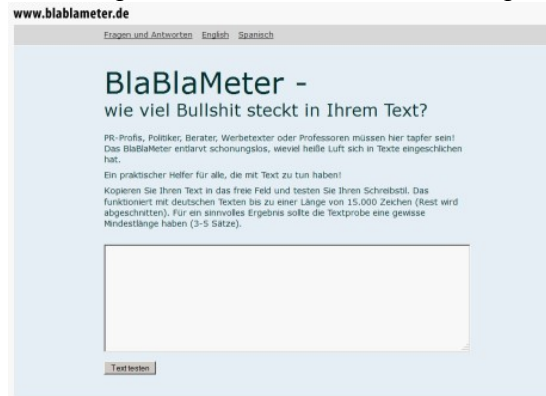 www.blablameter.de
Fragen und Antworten English Spanisch
BlaBlaMeter -
wie viel Bullshit steckt in Ihrem Text?
PR-Profis, Politiker, Berater, Werbetexter oder Professoren müssen hier tapfer sein!
Das BlaBlaMeter entlarvt schonungslos, wieviel heiße Luft sich in Texte eingeschlichen
hat.
Ein praktischer Helfer für alle, die mit Text zu tun haben!
Kopieren Sie Ihren Text in das freie Feld und testen Sie Ihren Schreibstil. Das
funktioniert mit deutschen Texten bis zu einer Länge von 15.000 Zeichen (Rest wird
abgeschnitten). Für ein sinnvolles Ergebnis sollte die Textprobe eine gewisse
Mindestlänge haben (3-5 Sätze).
Text testen